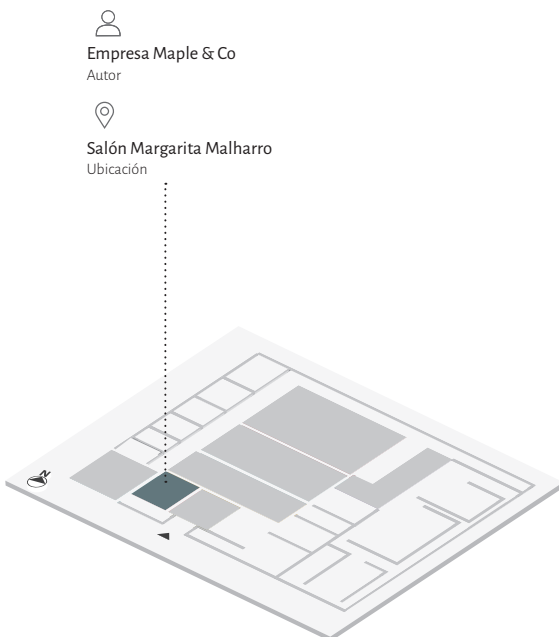 Empresa Maple & Co
Autor
Salón Margarita Malharro
Ubicación
N